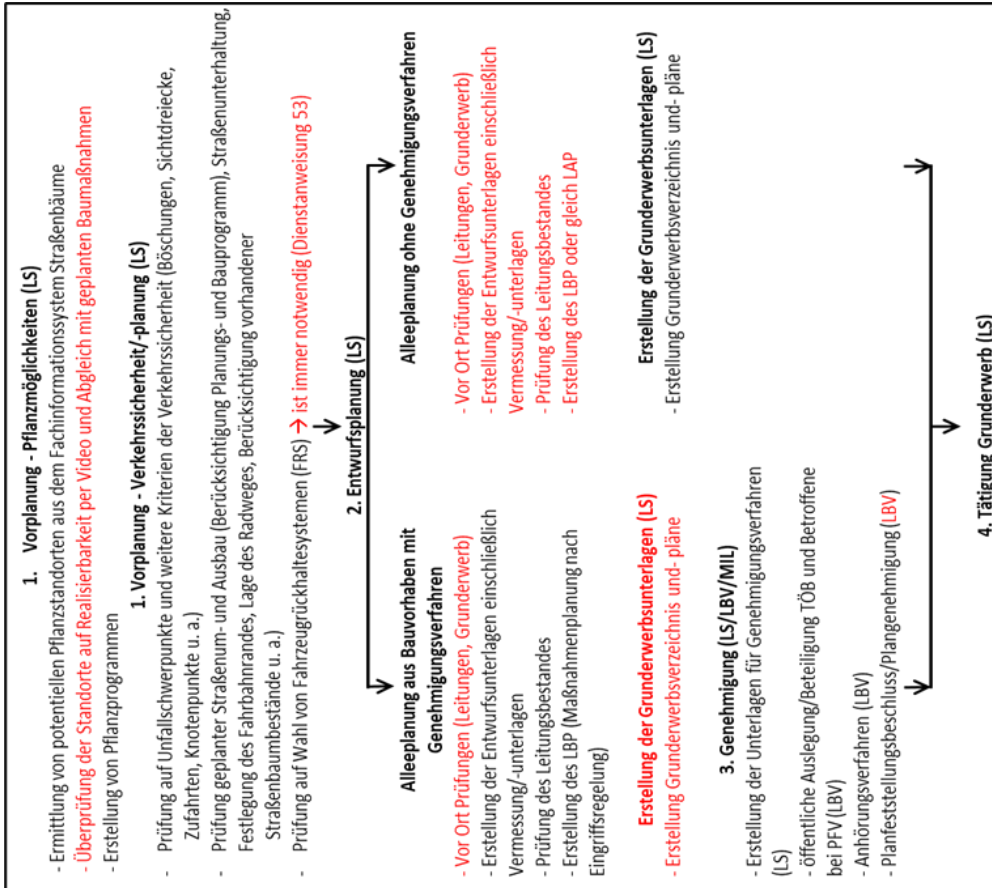 1. Vorplanung - Pflanzmöglichkeiten (LS)
- Ermittlung von potentiellen Pflanzstandorten aus dem Fachinformationssystem Straßenbäume
- Überprüfung der Standorte auf Realisierbarkeit per Video und Abgleich mit geplanten Baumaßnahmen
- Erstellung von Pflanzprogrammen
1. Vorplanung - Verkehrssicherheit/-planung (LS)
- Prüfung auf Unfallschwerpunkte und weitere Kriterien der Verkehrssicherheit (Böschungen, Sichtdreiecke,
Zufahrten, Knotenpunkte u. a.)
- Prüfung geplanter Straßenum-und Ausbau (Berücksichtigung Planungs- und Bauprogramm), Straßenunterhaltung,
Festlegung des Fahrbahnrandes, Lage des Radweges, Berücksichtigung vorhandener
Straßenbaumbestände u. a.)
- Prüfung auf Wahl von Fahrzeugrückhaltesystemen (FRS) → ist immer notwendig (Dienstanweisung 53)
2. Entwurfsplanung (LS)
Alleeplanung aus Bauvorhaben mit
Genehmigungsverfahren
- Vor Ort Prüfungen (Leitungen, Grunderwerb)
- Erstellung der Entwurfsunterlagen einschließlich
Vermessung/-unterlagen
- Prüfung des Leitungsbestandes
- Erstellung des LBP (Maßnahmenplanung nach
Eingriffsregelung)
Erstellung der Grunderwerbsunterlagen (LS)
- Erstellung Grunderwerbsverzeichnis und- pläne
3. Genehmigung (LS/LBV/MIL)
- Erstellung der Unterlagen für Genehmigungsverfahren
(LS)
- öffentliche Auslegung/Beteiligung TÖB und Betroffene
bei PFV (LBV)
- Anhörungsverfahren (LBV)
- Planfeststellungsbeschluss/Plangenehmigung (LBV)
Alleeplanung ohne Genehmigungsverfahren
- Vor Ort Prüfungen (Leitungen, Grunderwerb)
- Erstellung der Entwurfsunterlagen einschließlich
Vermessung/-unterlagen
- Prüfung des Leitungsbestandes
- Erstellung des LBP oder gleich LAP
Erstellung der Grunderwerbsunterlagen (LS)
- Erstellung Grunderwerbsverzeichnis und- pläne
4. Tätigung Grunderwerb (LS)